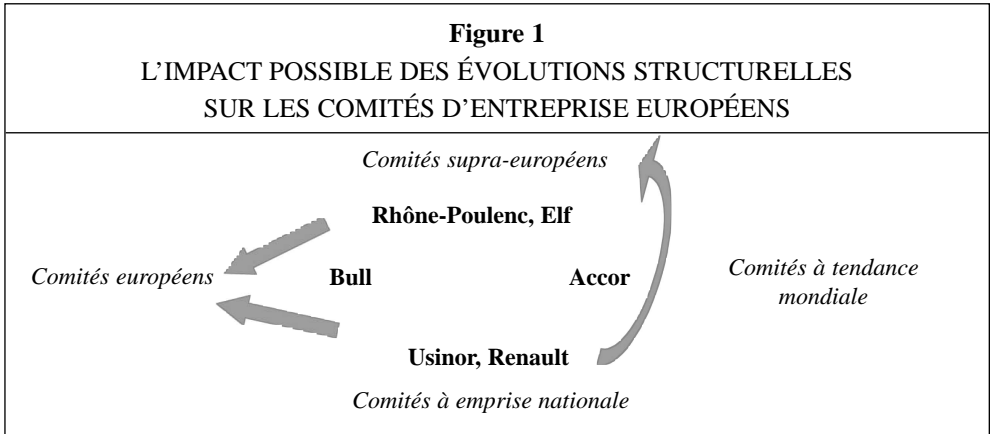 Figure 1
L'IMPACT POSSIBLE DES ÉVOLUTIONS STRUCTURELLES
SUR LES COMITÉS D'ENTREPRISE EUROPÉENS
Comités supra-européens
Rhône-Poulenc, Elf
Comités européens
Bull
Accor
Comités à tendance
mondiale
Usinor, Renault
Comités à emprise nationale